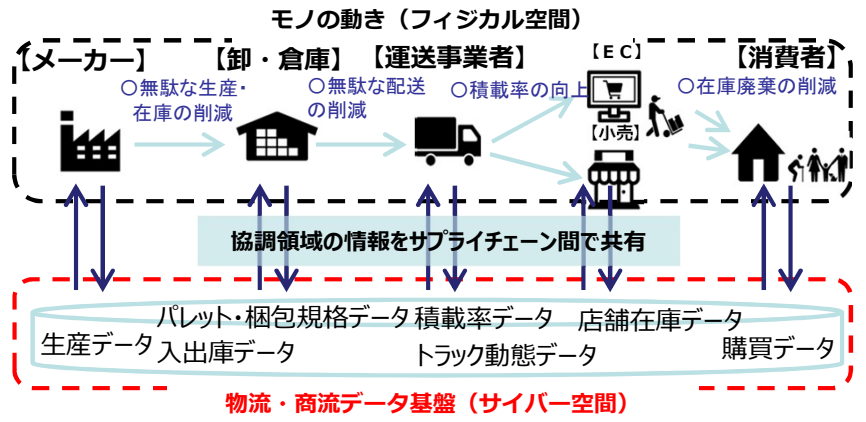 モノの動き（フィジカル空間）
【メーカー】
【卸・倉庫】
【運送事業者】
【ＥＣ】
【消費者】
〇無駄な生産・
在庫の削減
〇無駄な配送
の削減
〇積載率の向上
〇在庫廃棄の削減
【小売】
協調領域の情報をサプライチェーン間で共有
生産データ
パレット・梱包規格データ
入出庫データ
積載率データ
トラック動態データ
店舗在庫データ
購買データ
物流・商流データ基盤（サイバー空間）